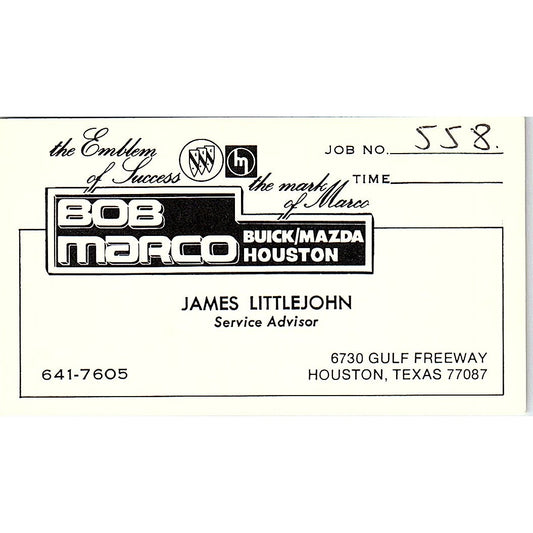 the Emblem of Success
JOB NO. 558.
the mark of Marco
TIME
BOB MARCO
BUICK/MAZDA HOUSTON
JAMES LITTLEJOHN
Service Advisor
641-7605
6730 GULF FREEWAY
HOUSTON, TEXAS 77087